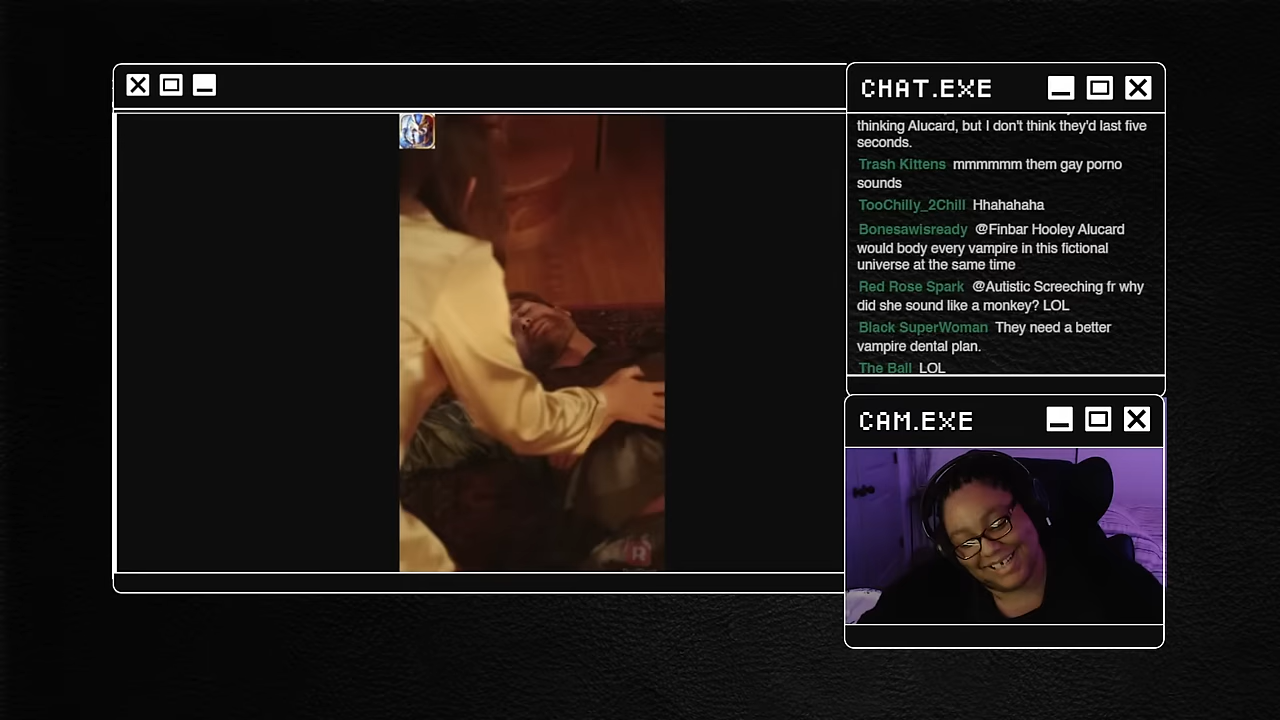 CHAT.EXE
thinking Alucard, but I don't think they'd last five
seconds.
Trash Kittens mmmmmm them gay porno
sounds
TooChilly_2Chill Hhahahaha
Bonesawisready @Finbar Hooley Alucard
would body every vampire in this fictional
universe at the same time
Red Rose Spark @Autistic Screeching fr why
did she sound like a monkey? LOL
Black SuperWoman They need a better
vampire dental plan.
The Ball LOL
CAM.EXE
R